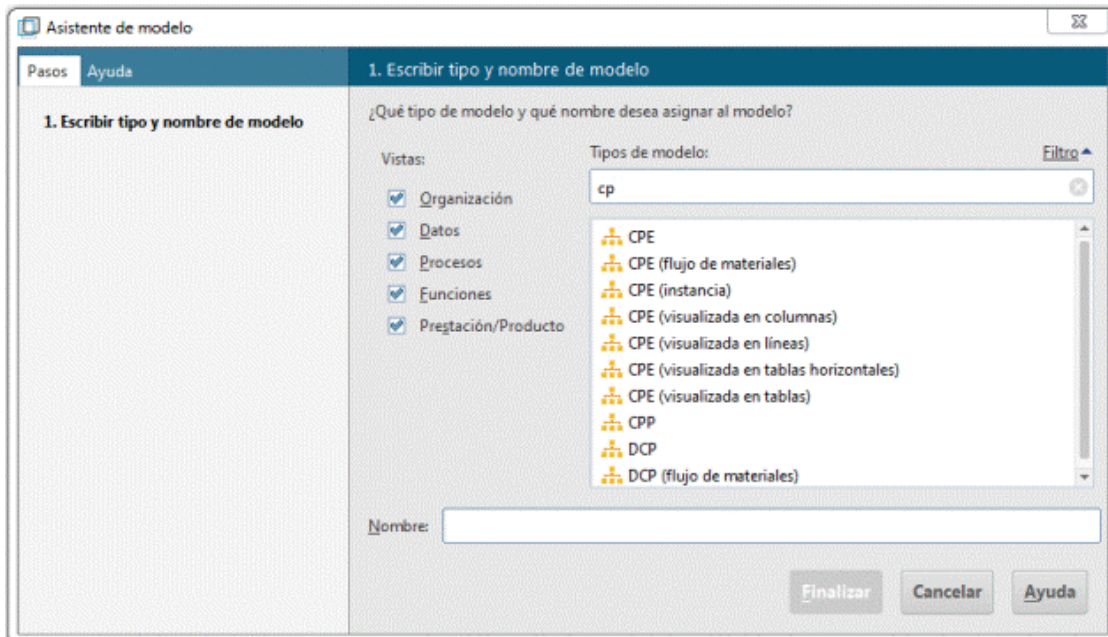 Asistente de modelo
Pasos Ayuda
1. Escribir tipo y nombre de modelo
1. Escribir tipo y nombre de modelo
¿Qué tipo de modelo y qué nombre desea asignar al modelo?
Vistas:
Organización
Datos
Procesos
Funciones
Prestación/Producto
Tipos de modelo: Filtro
cp
CPE
CPE (flujo de materiales)
CPE (instancia)
CPE (visualizada en columnas)
CPE (visualizada en líneas)
CPE (visualizada en tablas horizontales)
CPE (visualizada en tablas)
CPP
DCP
DCP (flujo de materiales)
Nombre:
Finalizar Cancelar Ayuda